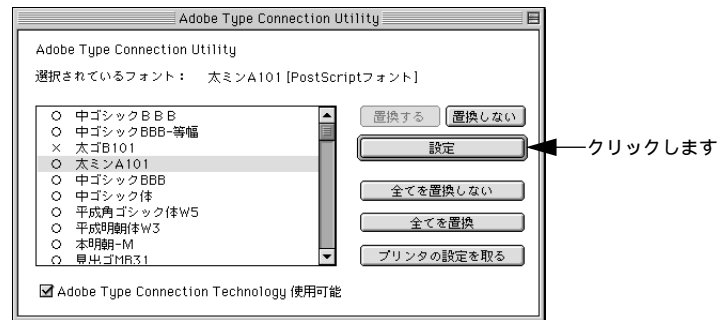 Adobe Type Connection Utility
Adobe Type Connection Utility
選択されているフォント： 太ミンA101 [PostScriptフォント]
○ 中ゴシックＢＢＢ
○ 中ゴシックBBB-等幅
× 太ゴB101
○ 太ミンA101
○ 中ゴシックBBB
○ 中ゴシック体
○ 平成角ゴシック体W5
○ 平成明朝体W3
○ 本明朝-M
○ 見出ゴMB31
置換する 置換しない
設定
クリックします
全てを置換しない
全てを置換
プリンタの設定を取る
Adobe Type Connection Technology 使用可能